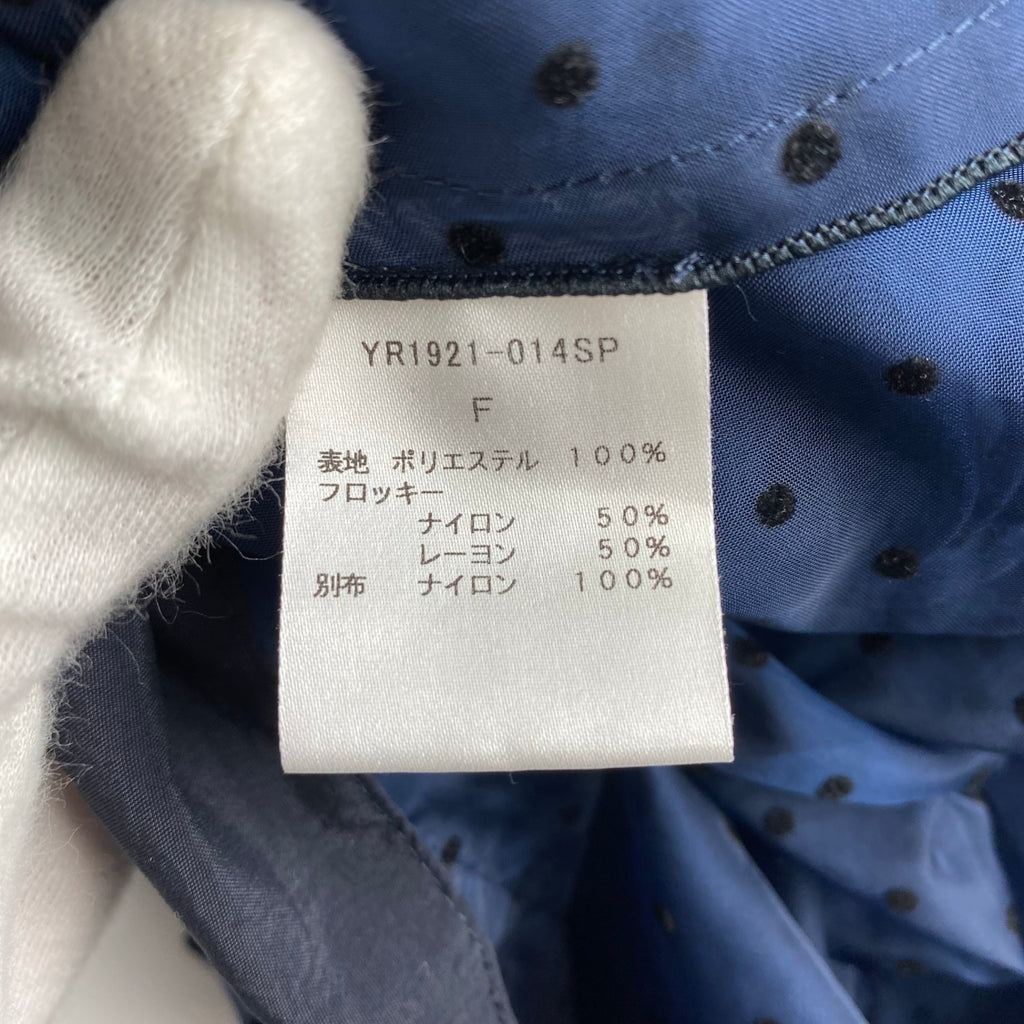 YR1921-014SP
F
表地 ポリエステル 100%
フロッキー
ナイロン 50%
レーヨン 50%
別布 ナイロン 100%